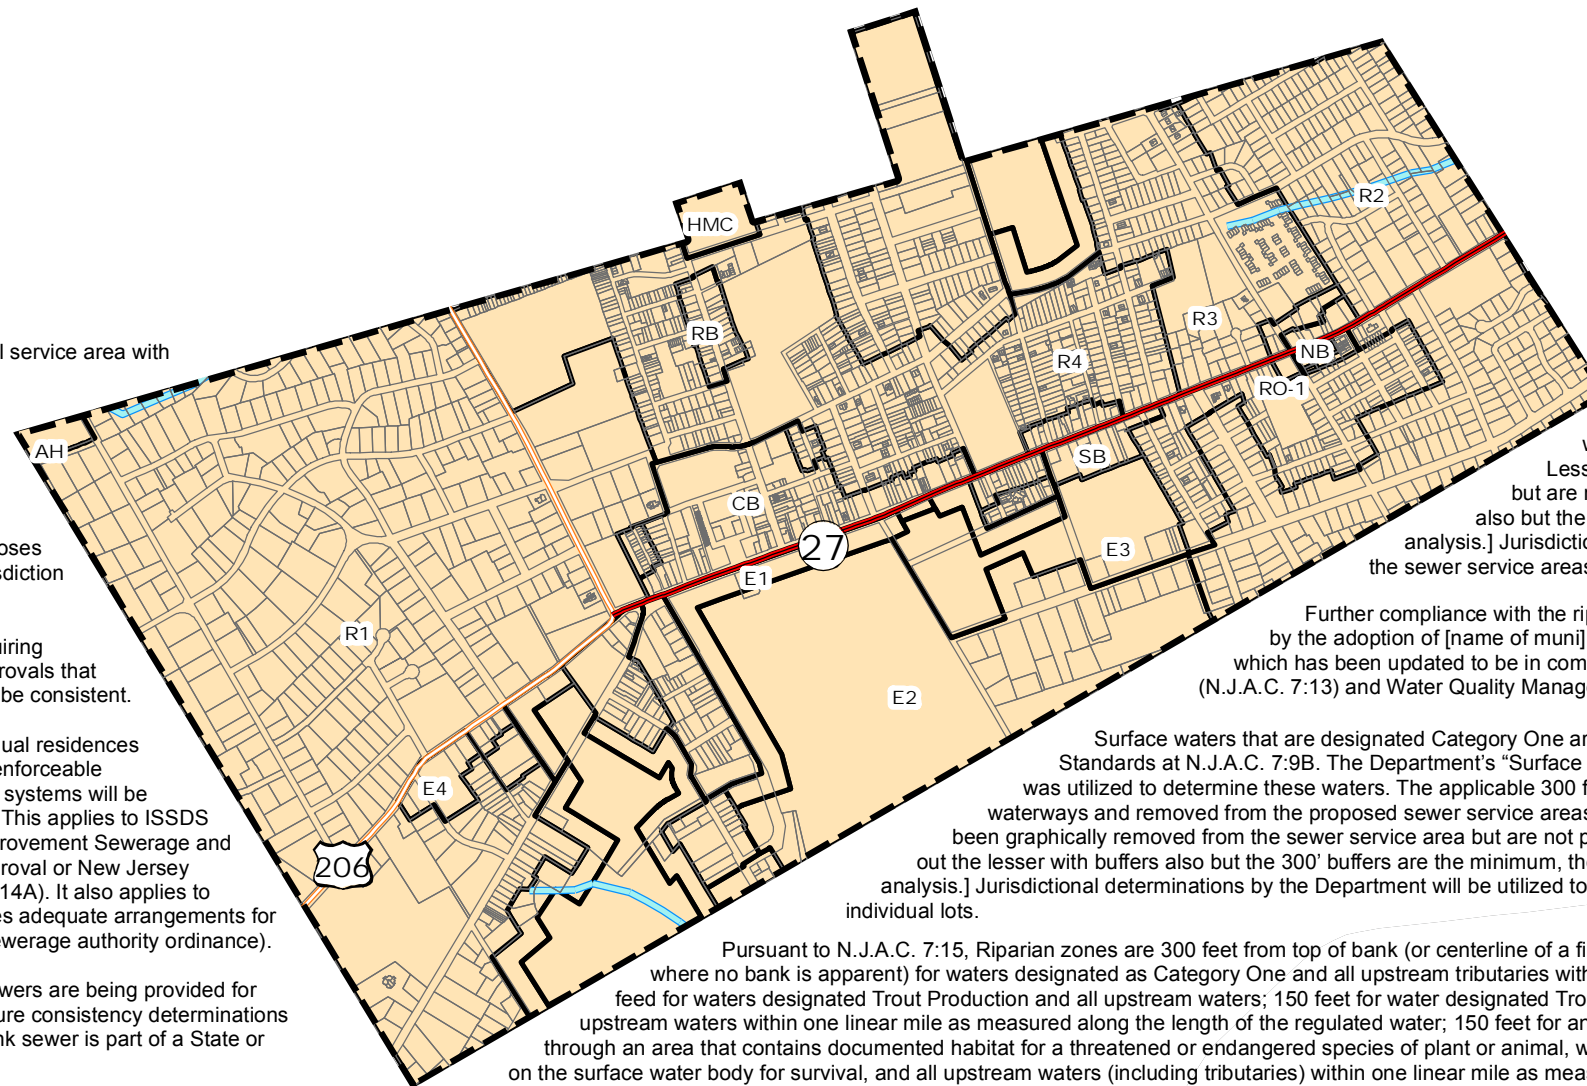 l service area with
oses
sdiction
uiring
rovals that
be consistent.
ual residences
enforceable
systems will be
This applies to ISSDS
rovement Sewerage and
roval or New Jersey
14A). It also applies to
es adequate arrangements for
ewerage authority ordinance).
wers are being provided for
ure consistency determinations
nk sewer is part of a State or
HMC
R2
RB
R3
NB
R4
RO-1
AH
SB
CB
27
E3
E1
R1
E2
E4
206
Less
but are
also but the
analysis.] Jurisdictio
the sewer service areas
Further compliance with the rip
by the adoption of [name of muni]
which has been updated to be in com
(N.J.A.C. 7:13) and Water Quality Manag
Surface waters that are designated Category One ar
Standards at N.J.A.C. 7:9B. The Department's “Surface
was utilized to determine these waters. The applicable 300 f
waterways and removed from the proposed sewer service areas
been graphically removed from the sewer service area but are not p
out the lesser with buffers also but the 300' buffers are the minimum, the
analysis.] Jurisdictional determinations by the Department will be utilized to
individual lots.
Pursuant to N.J.A.C. 7:15, Riparian zones are 300 feet from top of bank (or centerline of a fi
where no bank is apparent) for waters designated as Category One and all upstream tributaries with
feed for waters designated Trout Production and all upstream waters; 150 feet for water designated Tro
upstream waters within one linear mile as measured along the length of the regulated water; 150 feet for an
through an area that contains documented habitat for a threatened or endangered species of plant or animal, w
on the surface water body for survival, and all upstream waters (including tributaries) within one linear mile as meas